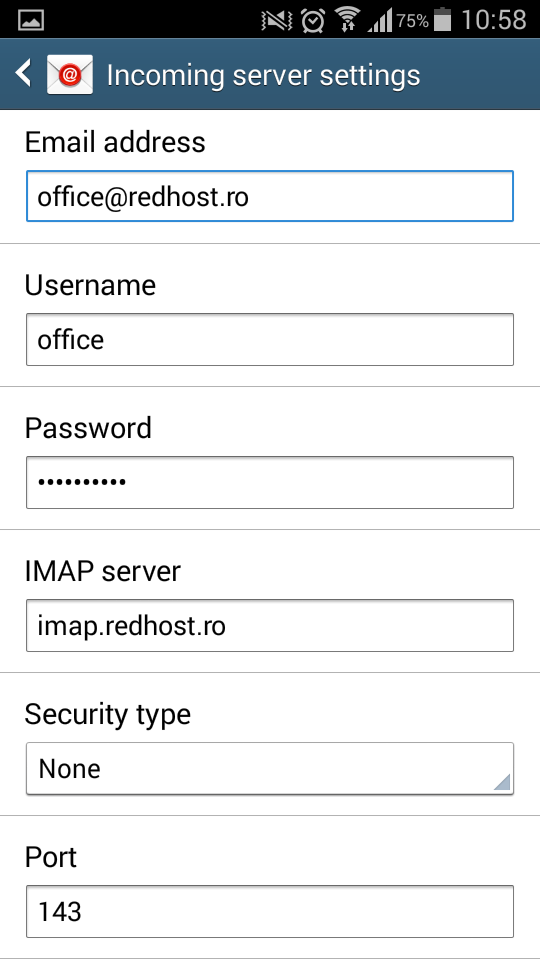 75% 10:58
Incoming server settings
Email address
office@redhost.ro
Username
office
Password
••••••••••
IMAP server
imap.redhost.ro
Security type
None
Port
143